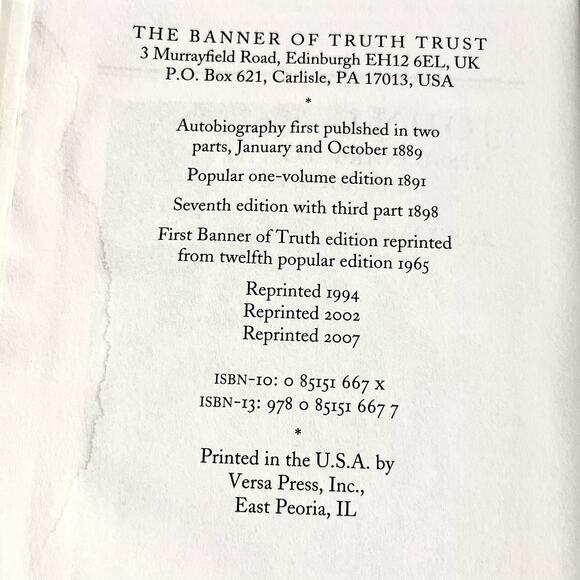 THE BANNER OF TRUTH TRUST
3 Murrayfield Road, Edinburgh EH12 6EL, UK
P.O. Box 621, Carlisle, PA 17013, USA
*
Autobiography first publshed in two
parts, January and October 1889
Popular one-volume edition 1891
Seventh edition with third part 1898
First Banner of Truth edition reprinted
from twelfth popular edition 1965
Reprinted 1994
Reprinted 2002
Reprinted 2007
ISBN-10: 0 85151 667 X
ISBN-13: 978 0 85151 667 7
*
Printed in the U.S.A. by
Versa Press, Inc.,
East Peoria, IL